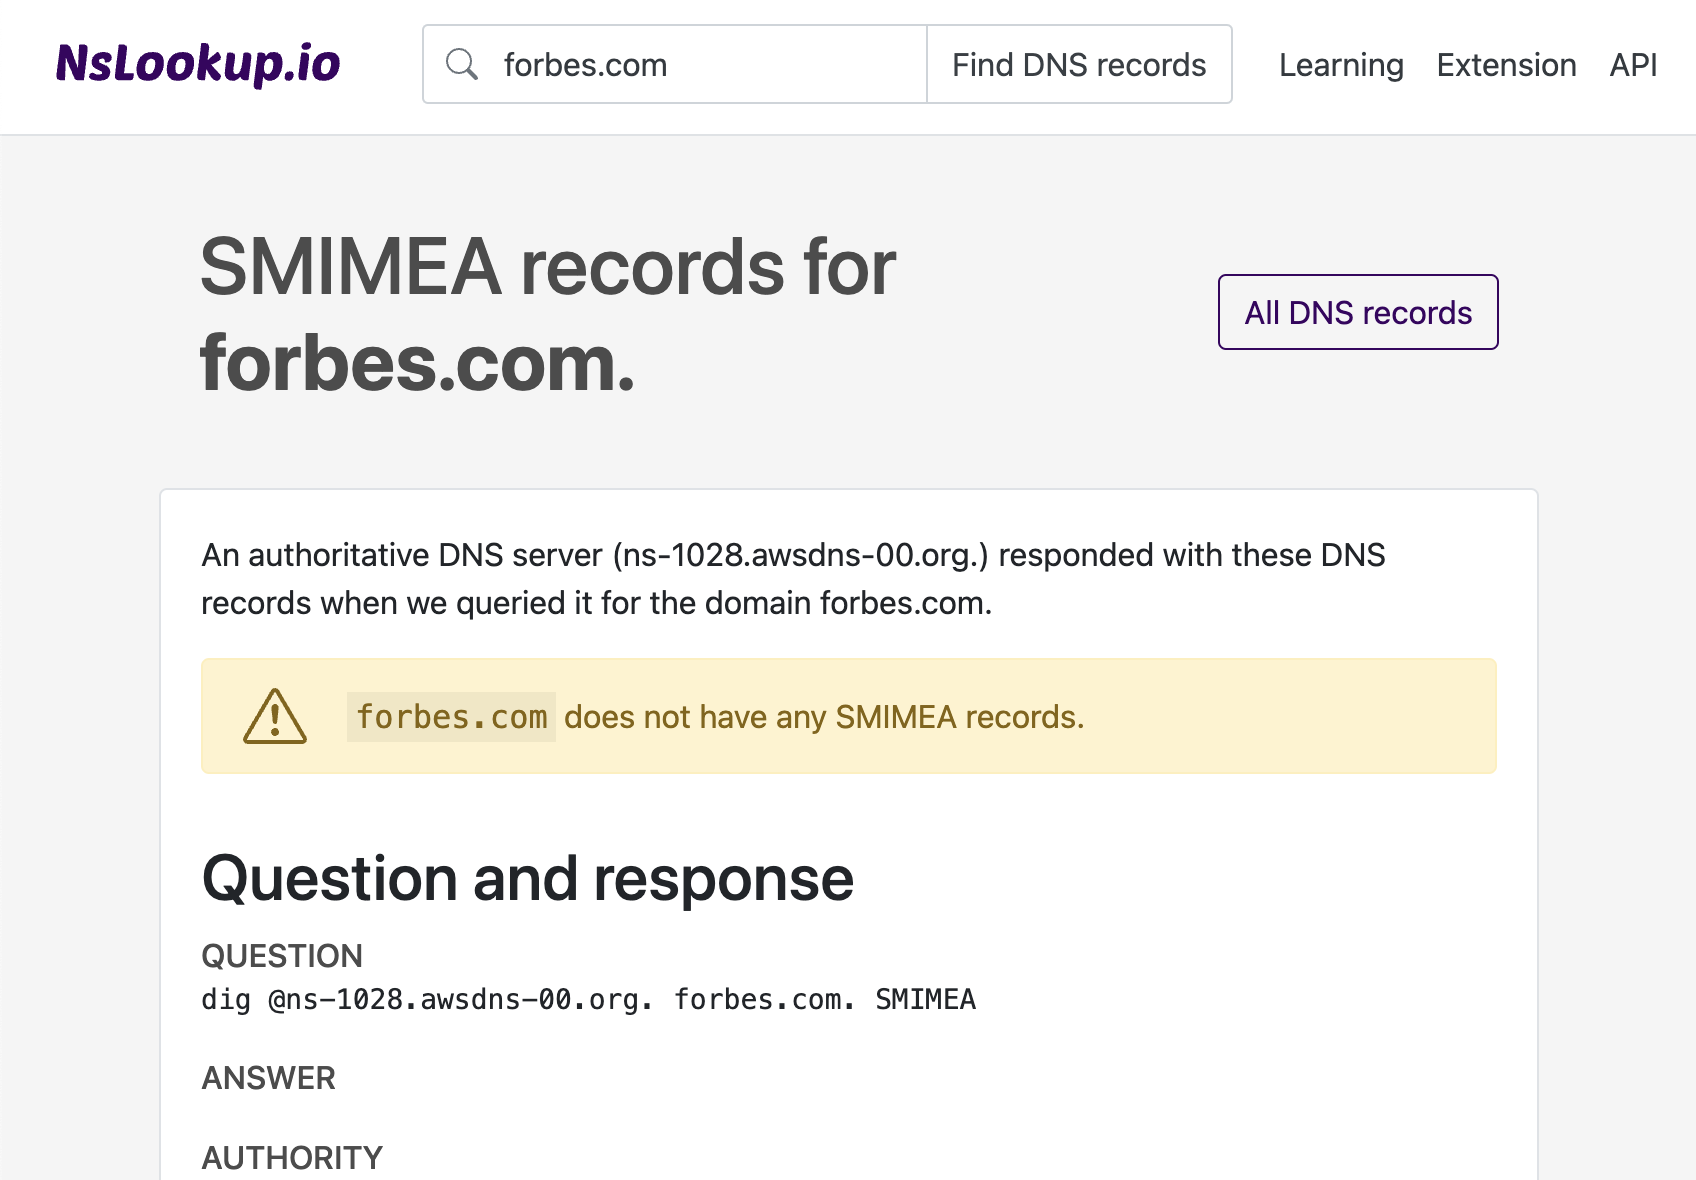 NsLookup.io
forbes.com
Find DNS records
Learning
Extension
API
SMIMEA records for
forbes.com.
All DNS records
An authoritative DNS server (ns-1028.awsdns-00.org.) responded with these DNS
records when we queried it for the domain forbes.com.
forbes.com does not have any SMIMEA records.
Question and response
QUESTION
dig @ns-1028.awsdns-00.org. forbes.com. SMIMEA
ANSWER
AUTHORITY